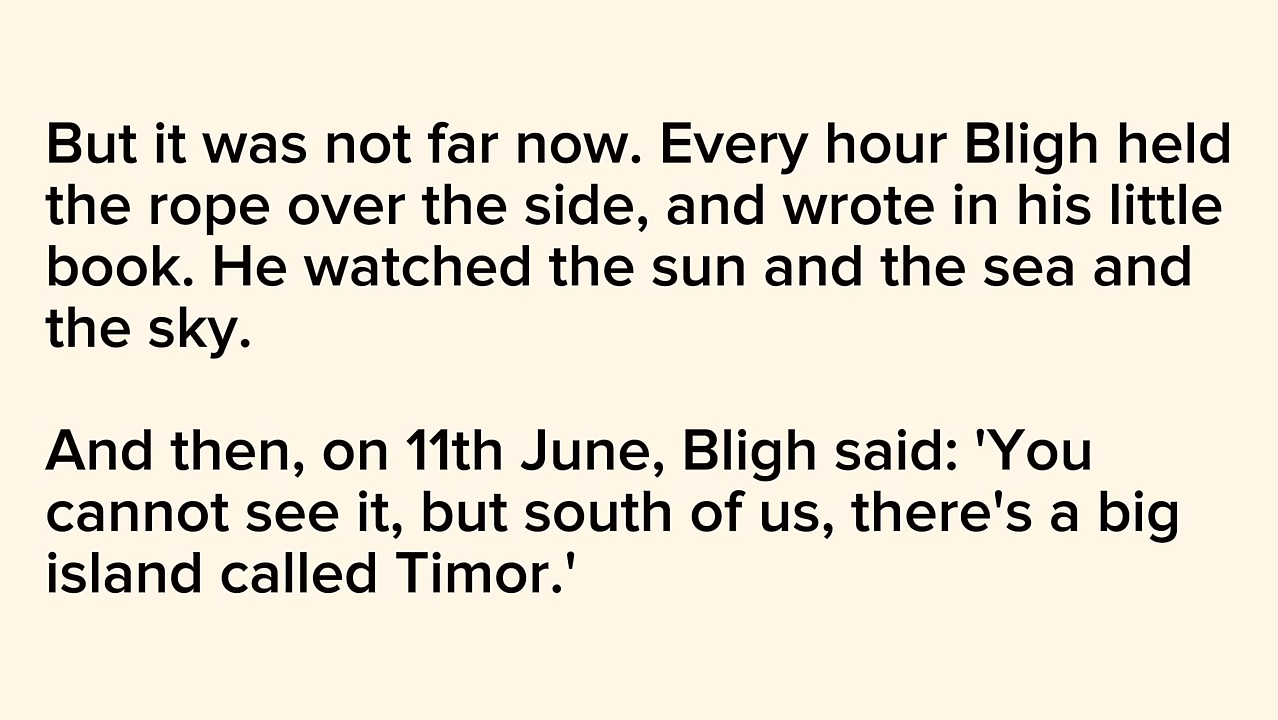 But it was not far now. Every hour Bligh held
the rope over the side, and wrote in his little
book. He watched the sun and the sea and
the sky.
And then, on 11th June, Bligh said: 'You
cannot see it, but south of us, there's a big
island called Timor.'